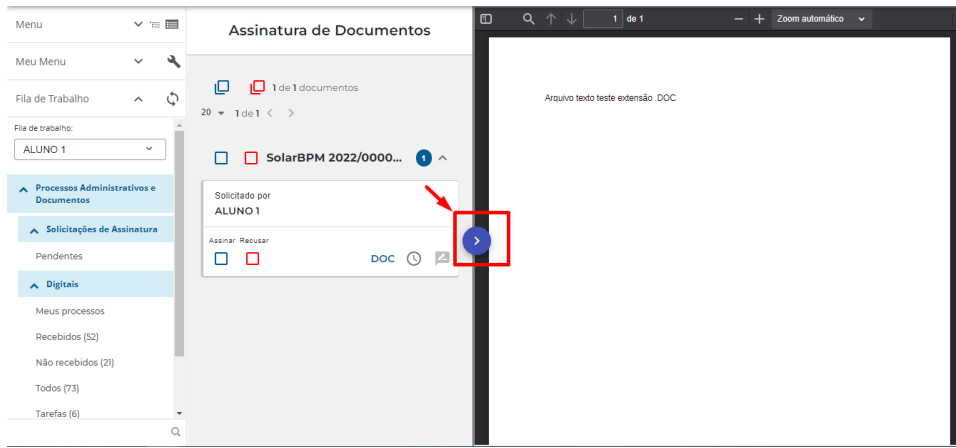 Menu
Meu Menu
Fila de Trabalho
Fila de trabalho:
ALUNO 1
Processos Administrativos e
Documentos
Solicitações de Assinatura
Pendentes
Digitais
Meus processos
Recebidos (52)
Não recebidos (21)
Todos (73)
Tarefas (6)
Assinatura de Documentos
1 de 1 documentos
20 1 de 1
SolarBPM 2022/0000... 1
Solicitado por
ALUNO 1
Assinar Recusar
DOC
1 de 1 Zoom automático
Arquivo texto teste extensão .DOC